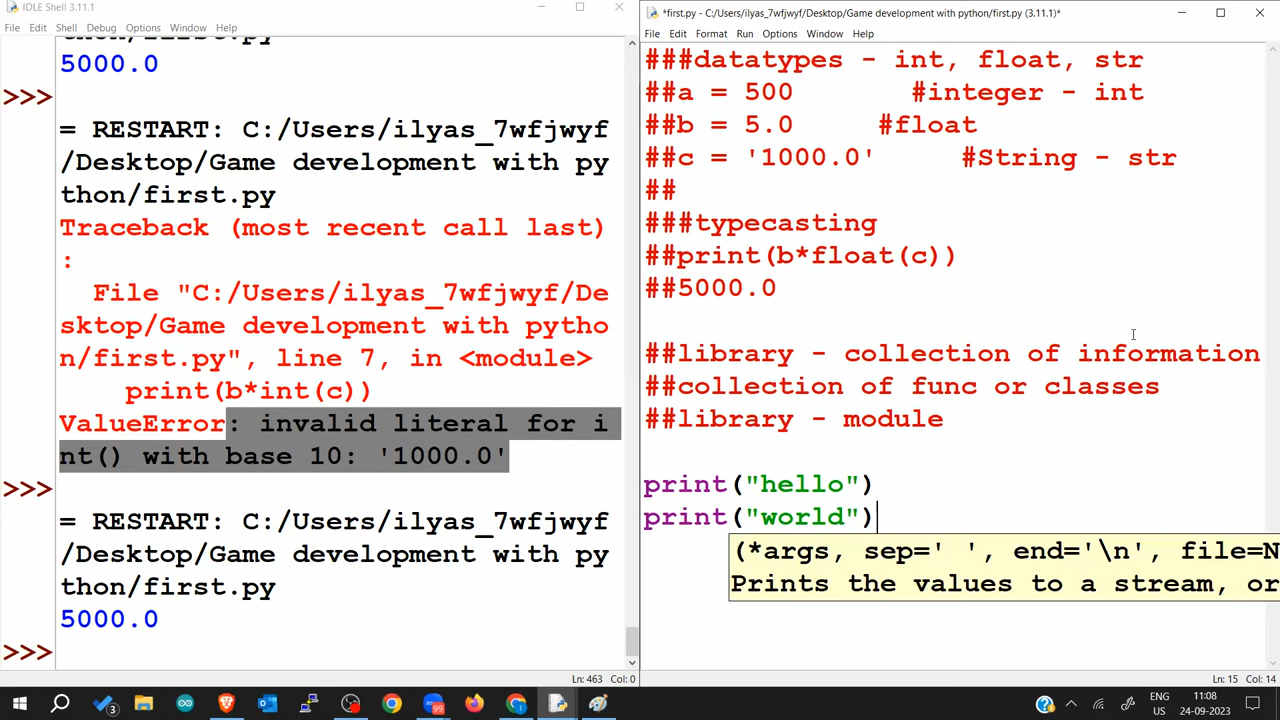 IDLE Shell 3.11.1
File Edit Shell Debug Options Window Help
5000.0
>>>
= RESTART: C:/Users/ilyas_7wfjwyf
/Desktop/Game development with py
thon/first.py
Traceback (most recent call last)
:
File "C:/Users/ilyas_7wfjwyf/De
sktop/Game development with pytho
n/first.py", line 7, in <module>
print(b*int(c))
ValueError: invalid literal for i
nt() with base 10: '1000.0'
>>>
= RESTART: C:/Users/ilyas_7wfjwyf
/Desktop/Game development with py
thon/first.py
5000.0
>>>
Ln: 463 Col: 0
*first.py - C:/Users/ilyas_7wfjwyf/Desktop/Game development with python/first.py (3.11.1)*
File Edit Format Run Options Window Help
###datatypes - int, float, str
##a = 500 #integer - int
##b = 5.0 #float
##c = '1000.0' #String - str
##
###typecasting
##print(b*float(c))
##5000.0
##library - collection of information
##collection of func or classes
##library - module
print("hello")
print("world")
(*args, sep=' ', end='\n', file=N
Prints the values to a stream, or
Ln: 15 Col: 14
3
99
ENG
US
11:08
24-09-2023